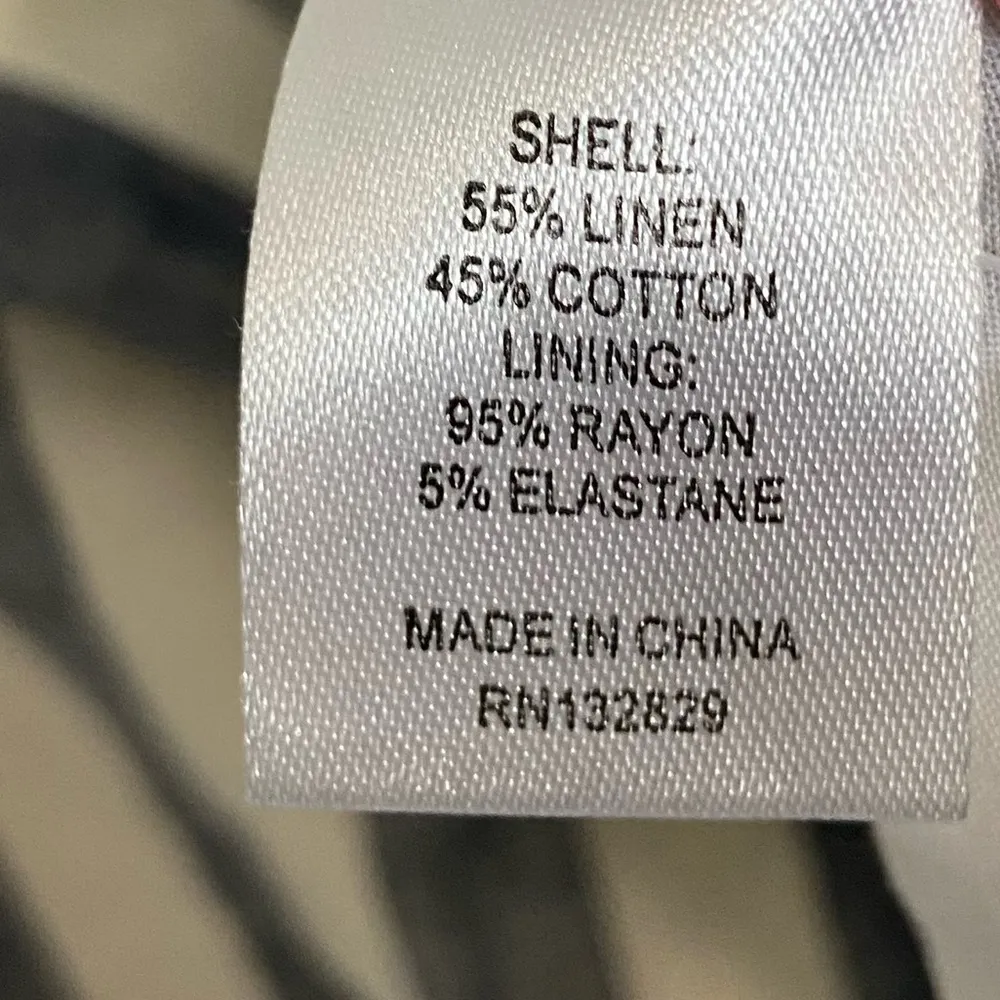 SHELL:
55% LINEN
45% COTTON
LINING:
95% RAYON
5% ELASTANE
MADE IN CHINA
RN132829